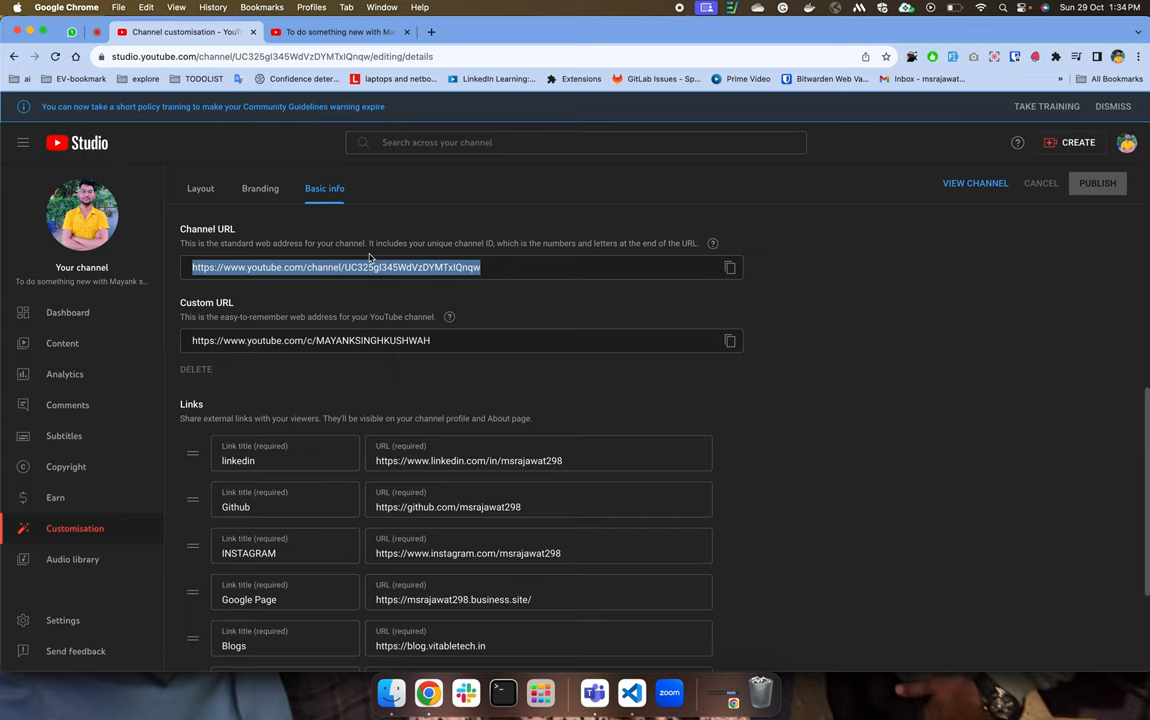 Google Chrome File Edit View History Bookmarks Profiles Tab Window Help Sun 29 Oct 1:34 PM
Channel customisation - YouT To do something new with May
studio.youtube.com/channel/UC325gI345WdVzDYMTxIQnqw/editing/details
ai EV-bookmark explore TODOLIST Confidence deter... laptops and netbo... LinkedIn Learning:... Extensions GitLab Issues - Sp... Prime Video Bitwarden Web Va... Inbox - msrajawat... » All Bookmarks
You can now take a short policy training to make your Community Guidelines warning expire TAKE TRAINING DISMISS
Studio Search across your channel CREATE
Layout Branding Basic info VIEW CHANNEL CANCEL PUBLISH
Your channel
To do something new with Mayank s...
Dashboard
Content
Analytics
Comments
Subtitles
Copyright
Earn
Customisation
Audio library
Settings
Send feedback
Channel URL
This is the standard web address for your channel. It includes your unique channel ID, which is the numbers and letters at the end of the URL.
https://www.youtube.com/channel/UC325gI345WdVzDYMTxIQnqw
Custom URL
This is the easy-to-remember web address for your YouTube channel.
https://www.youtube.com/c/MAYANKSINGHKUSHWAH
DELETE
Links
Share external links with your viewers. They'll be visible on your channel profile and About page.
Link title (required) URL (required)
linkedin https://www.linkedin.com/in/msrajawat298
Link title (required) URL (required)
Github https://github.com/msrajawat298
Link title (required) URL (required)
INSTAGRAM https://www.instagram.com/msrajawat298
Link title (required) URL (required)
Google Page https://msrajawat298.business.site/
Link title (required) URL (required)
Blogs https://blog.vitabletech.in
zoom